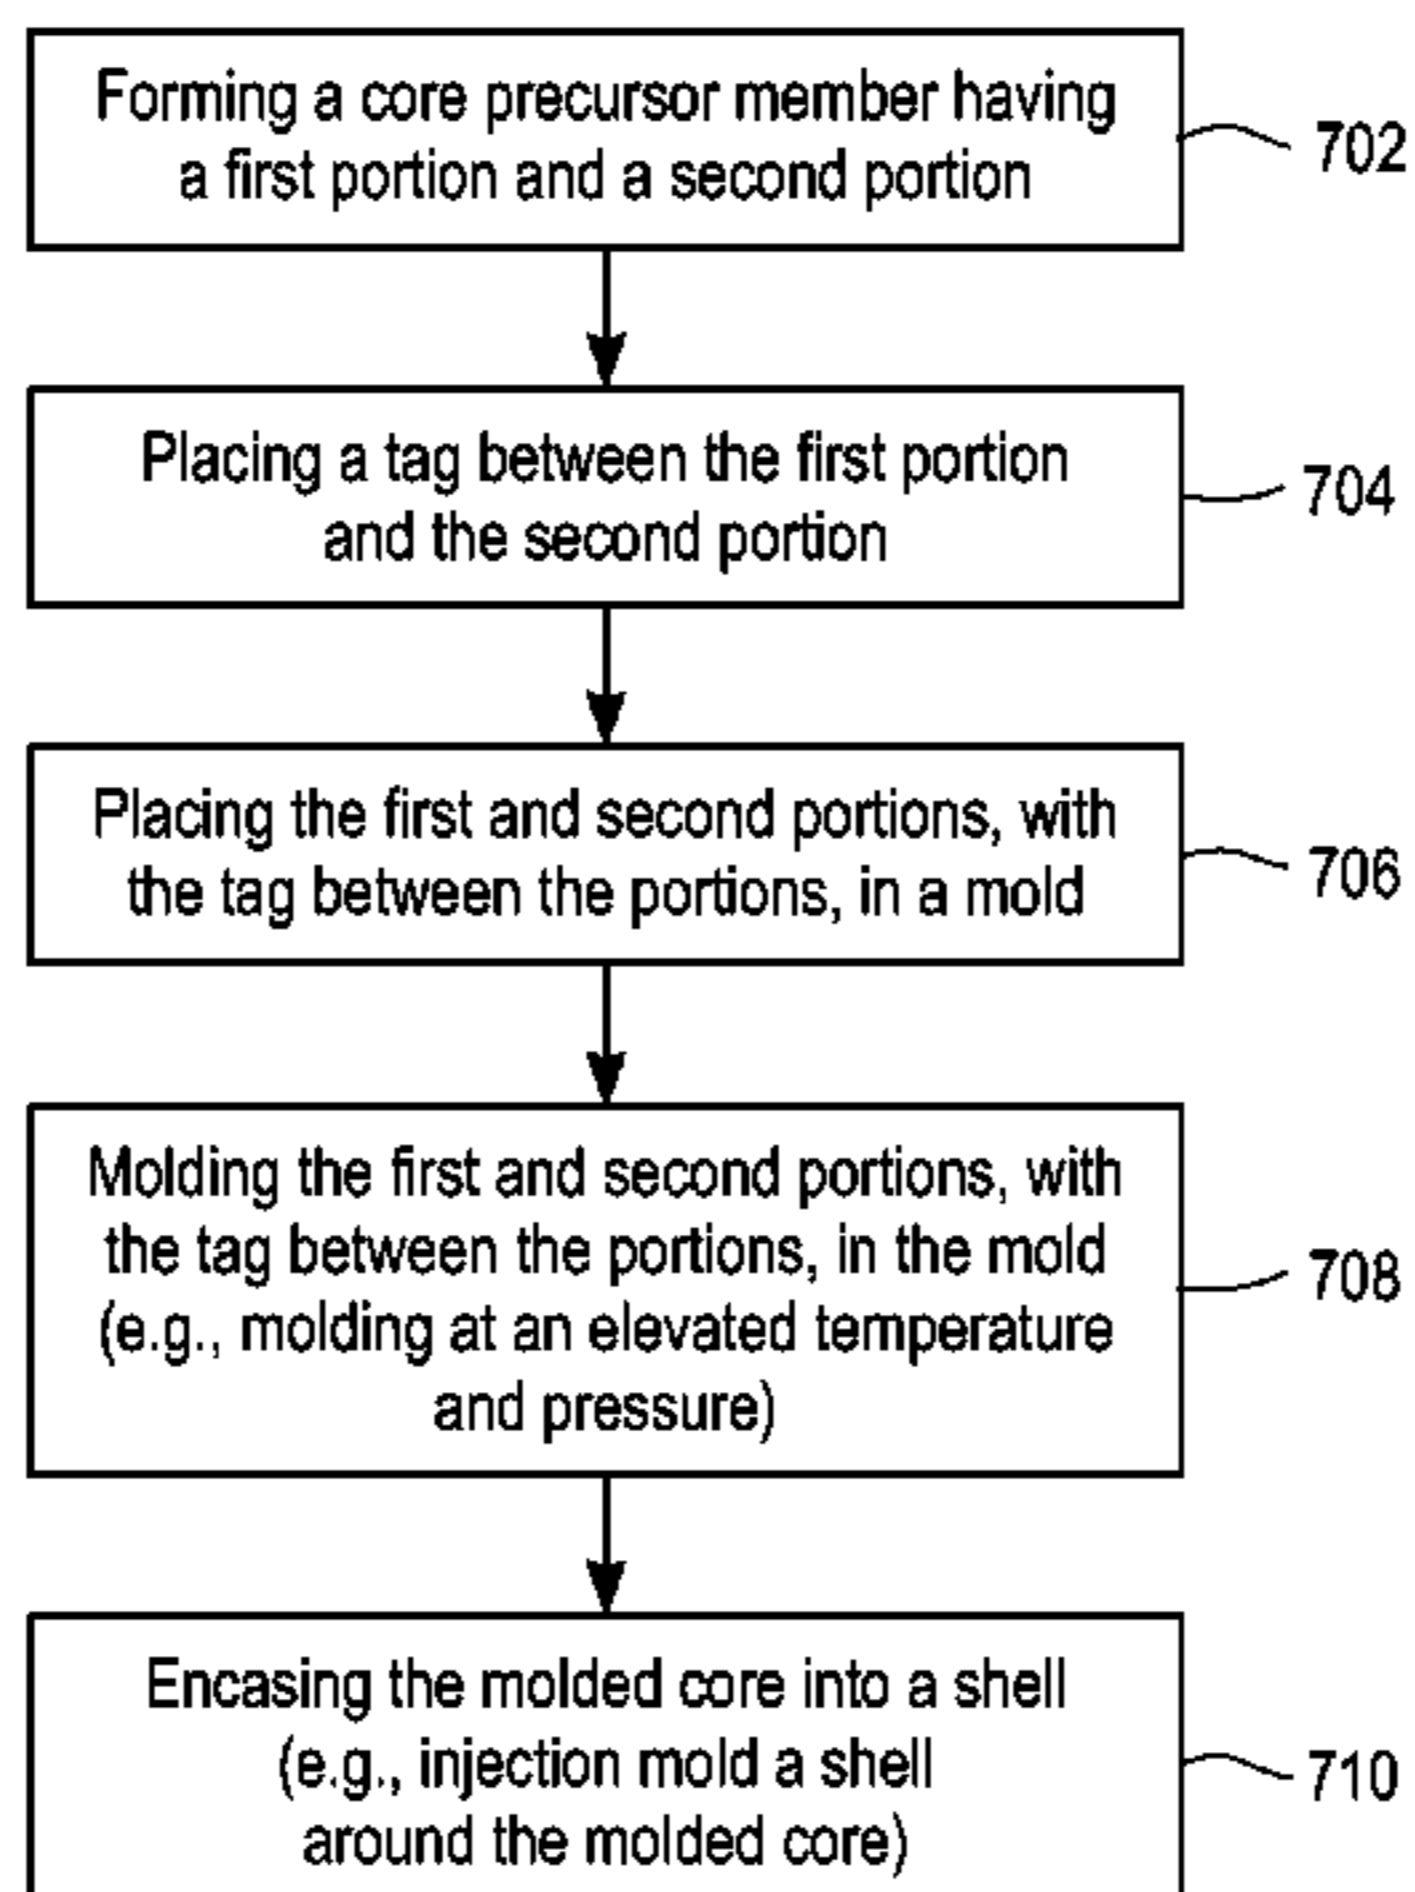 Forming a core precursor member having
a first portion and a second portion
702
Placing a tag between the first portion
and the second portion
704
Placing the first and second portions, with
the tag between the portions, in a mold
706
Molding the first and second portions, with
the tag between the portions, in the mold
(e.g., molding at an elevated temperature
and pressure)
708
Encasing the molded core into a shell
(e.g., injection mold a shell
around the molded core)
710